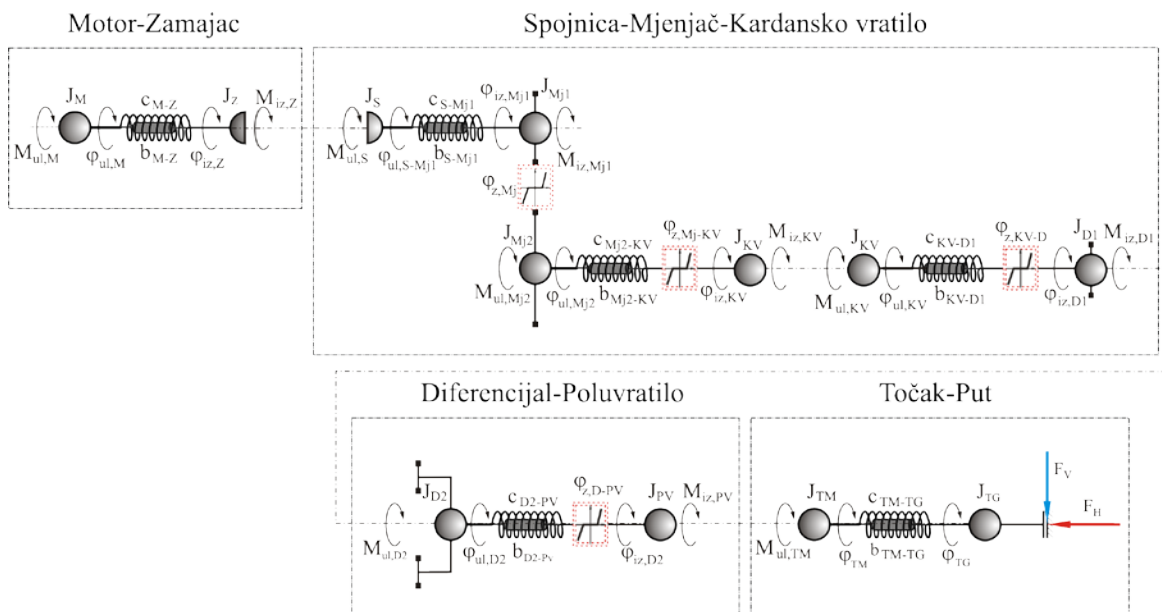 Motor-Zamajac
Spojnica-Mjenjač-Kardansko vratilo
J_M
c_M-Z
J_Z
M_iz,Z
M_ul,M
φ_ul,M
b_M-Z
φ_iz,Z
J_S
c_S-Mj1
φ_iz,Mj1
J_Mj1
M_ul,S
φ_ul,S-Mj1
b_S-Mj1
M_iz,Mj1
φ_z,Mj
J_Mj2
c_Mj2-KV
φ_z,Mj-KV
J_KV
M_iz,KV
M_ul,Mj2
φ_ul,Mj2
b_Mj2-KV
φ_iz,KV
J_KV
c_KV-D1
φ_z,KV-D
J_D1
M_iz,D1
M_ul,KV
φ_ul,KV
b_KV-D1
φ_iz,D1
Diferencijal-Poluvratilo
Točak-Put
J_D2
c_D2-PV
φ_z,D-PV
J_PV
M_iz,PV
M_ul,D2
φ_ul,D2
b_D2-Pv
φ_iz,D2
J_TM
c_TM-TG
J_TG
F_V
F_H
M_ul,TM
φ_TM
b_TM-TG
φ_TG